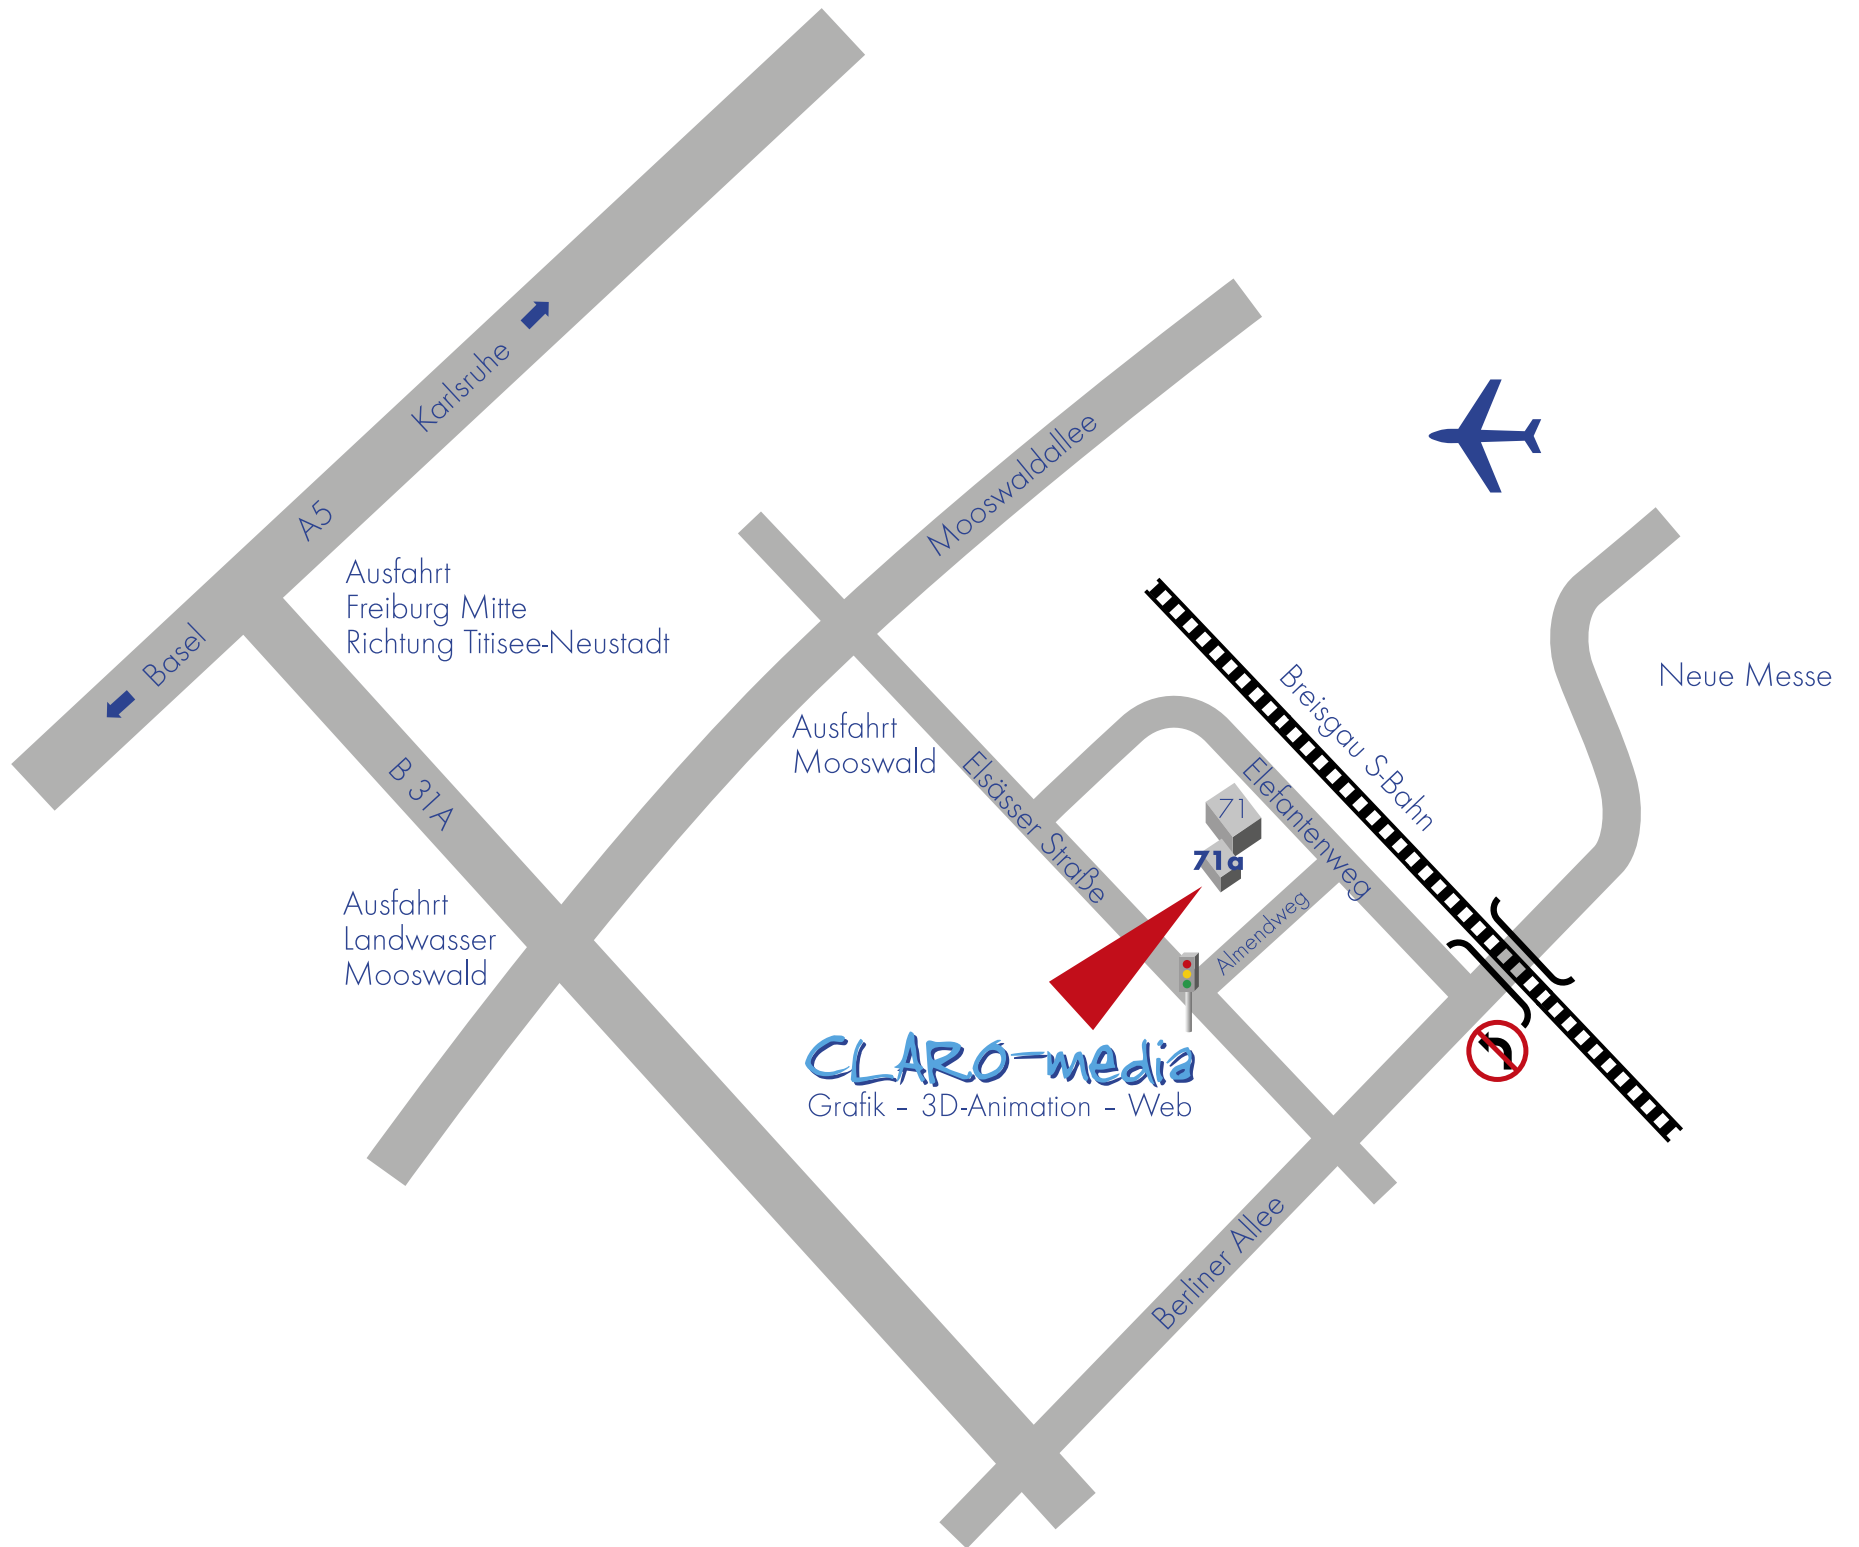 Karlsruhe
A5
Basel
Ausfahrt
Freiburg Mitte
Richtung Titisee-Neustadt
B 31A
Ausfahrt
Landwasser
Mooswald
Mooswaldallee
Ausfahrt
Mooswald
Elsässer Straße
Breisgau S-Bahn
Neue Messe
Elefantenweg
71
71a
Almendweg
CLARO-media
Grafik - 3D-Animation - Web
Berliner Allee